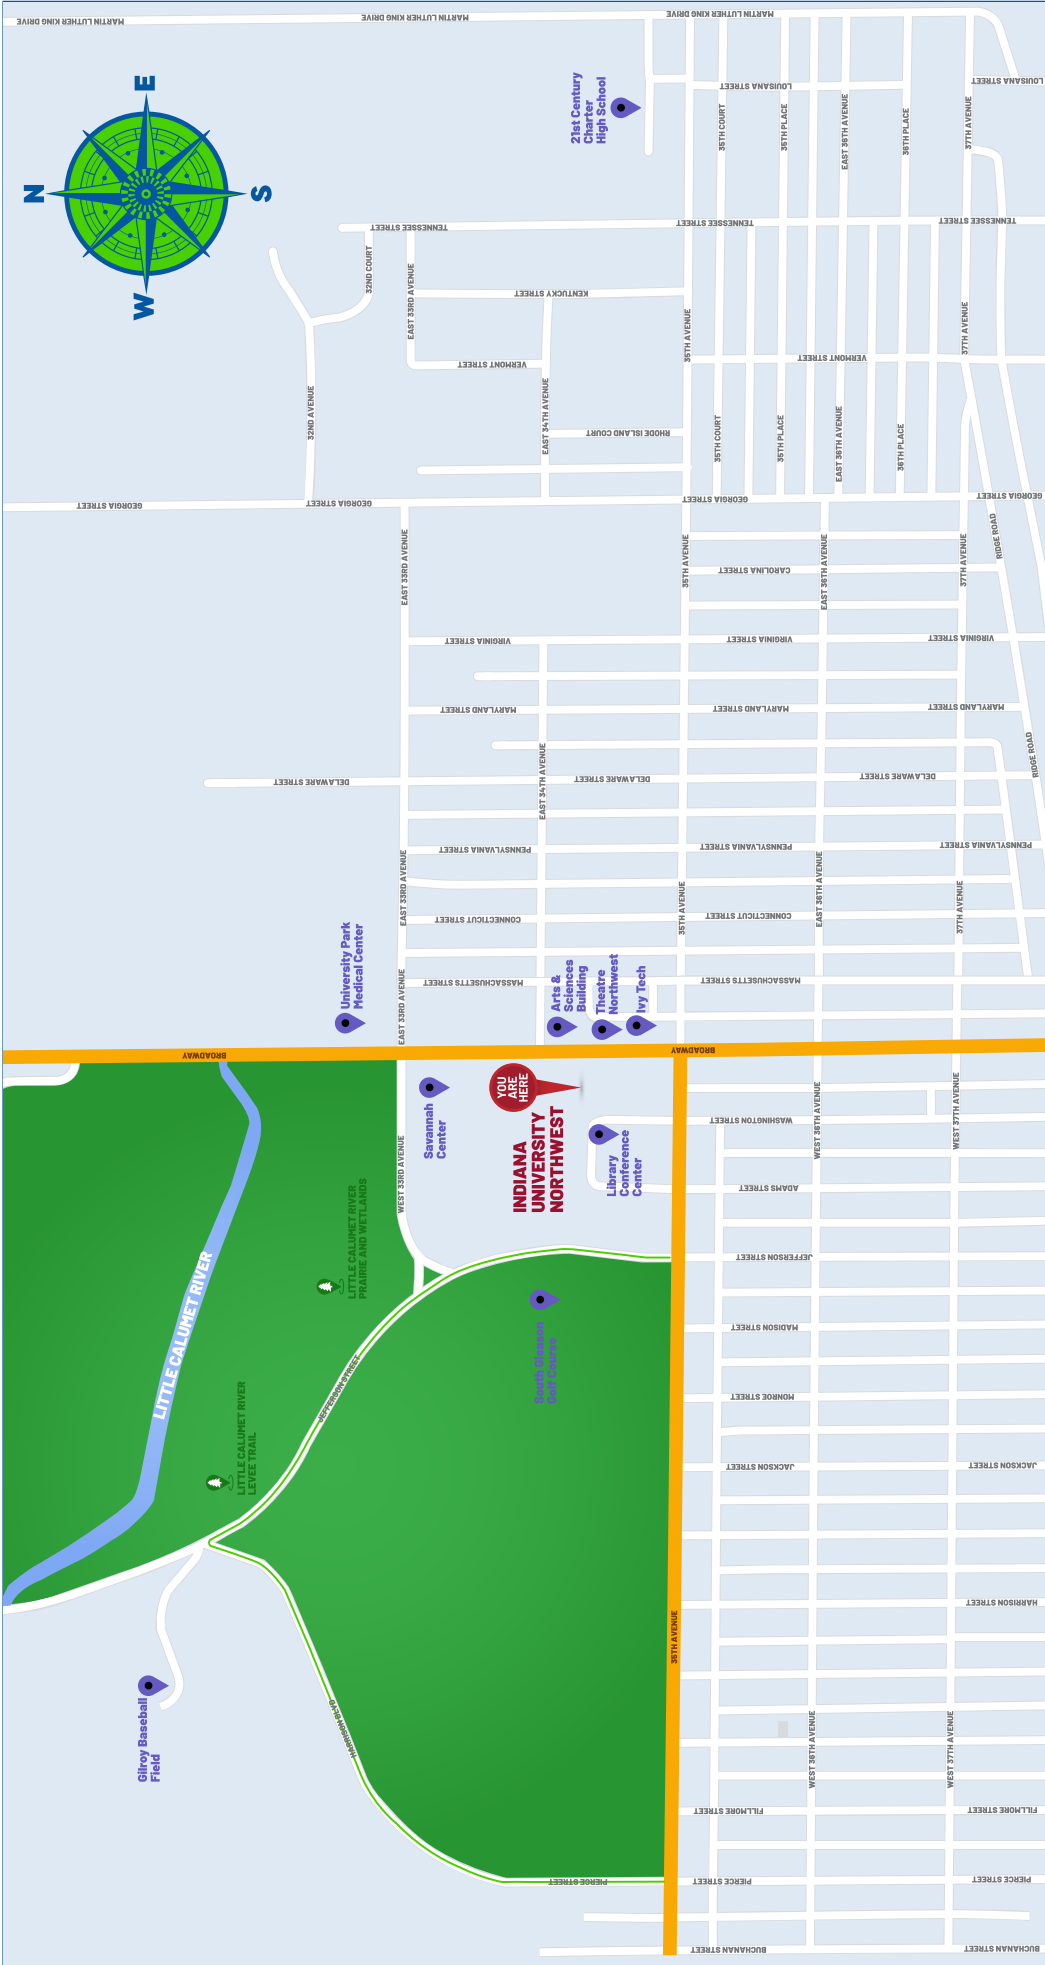 N
E
S
W
MARTIN LUTHER KING DRIVE
MARTIN LUTHER KING DRIVE
MARTIN LUTHER KING DRIVE
21st Century
Charter
High School
LOUISANA STREET
LOUISANA STREET
35TH COURT
35TH PLACE
EAST 36TH AVENUE
36TH PLACE
37TH AVENUE
TENNESSEE STREET
TENNESSEE STREET
TENNESSEE STREET
32ND COURT
EAST 33RD AVENUE
KENTUCKY STREET
35TH AVENUE
37TH AVENUE
VERMONT STREET
VERMONT STREET
32ND AVENUE
EAST 34TH AVENUE
RHODE ISLAND COURT
35TH COURT
35TH PLACE
EAST 36TH AVENUE
36TH PLACE
GEORGIA STREET
GEORGIA STREET
GEORGIA STREET
GEORGIA STREET
RIDGE ROAD
EAST 33RD AVENUE
35TH AVENUE
CAROLINA STREET
EAST 36TH AVENUE
37TH AVENUE
VIRGINIA STREET
VIRGINIA STREET
VIRGINIA STREET
MARYLAND STREET
MARYLAND STREET
MARYLAND STREET
RIDGE ROAD
DELAWARE STREET
DELAWARE STREET
DELAWARE STREET
EAST 34TH AVENUE
PENNSYLVANIA STREET
PENNSYLVANIA STREET
PENNSYLVANIA STREET
EAST 33RD AVENUE
35TH AVENUE
EAST 36TH AVENUE
37TH AVENUE
CONNECTICUT STREET
CONNECTICUT STREET
University Park
Medical Center
EAST 33RD AVENUE
MASSACHUSETTS STREET
MASSACHUSETTS STREET
Arts &
Sciences
Building
Theatre
Northwest
Ivy Tech
BROADWAY
BROADWAY
YOU
ARE
HERE
INDIANA
UNIVERSITY
NORTHWEST
Savannah
Center
Library
Conference
Center
WEST 33RD AVENUE
WASHINGTON STREET
WEST 36TH AVENUE
WEST 37TH AVENUE
ADAMS STREET
LITTLE CALUMET RIVER
PRAIRIE AND WETLANDS
LITTLE CALUMET RIVER
JEFFERSON STREET
South Gleason
Golf Course
MADISON STREET
JEFFERSON STREET
MONROE STREET
LITTLE CALUMET RIVER
LEVEE TRAIL
JACKSON STREET
JACKSON STREET
HARRISON STREET
35TH AVENUE
Gilroy Baseball
Field
HARRISON BLVD
WEST 36TH AVENUE
WEST 37TH AVENUE
FILLMORE STREET
FILLMORE STREET
PIERCE STREET
PIERCE STREET
PIERCE STREET
BUCHANAN STREET
BUCHANAN STREET